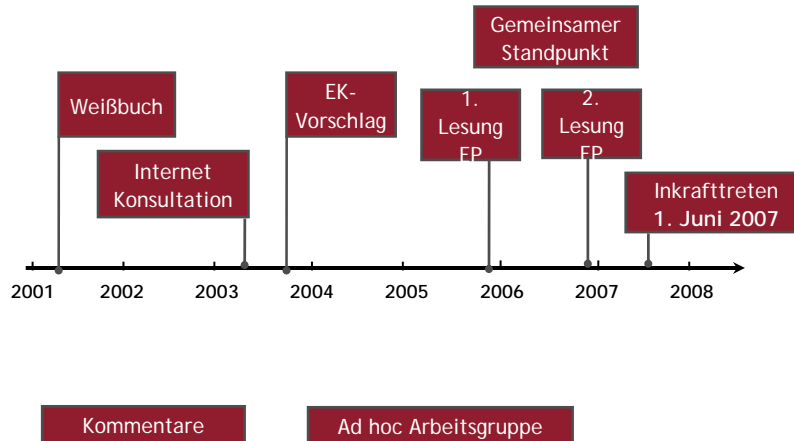 Gemeinsamer
Standpunkt
Weißbuch
EK-
Vorschlag
1.
Lesung
EP
2.
Lesung
EP
Internet
Konsultation
Inkrafttreten
1. Juni 2007
2001 2002 2003 2004 2005 2006 2007 2008
Kommentare
Ad hoc Arbeitsgruppe